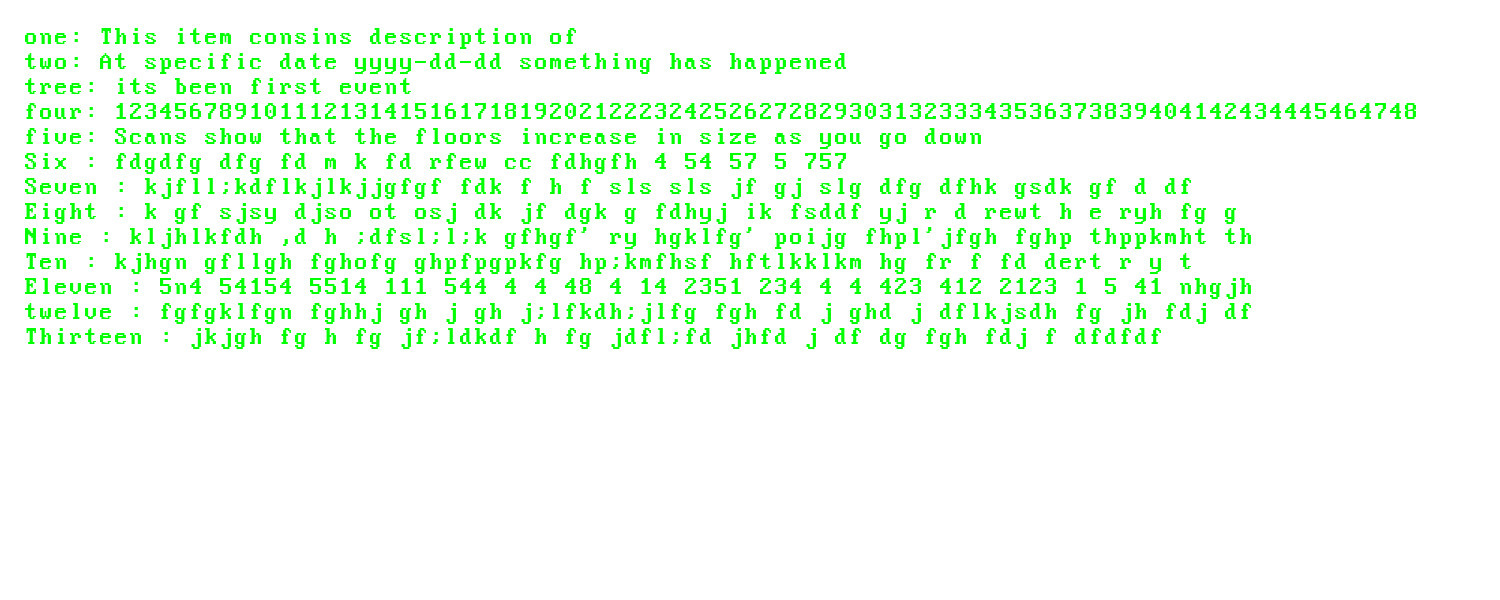 one: This item consins description of
two: At specific date yyyy-dd-dd something has happened
tree: its been first event
four: 123456789101112131415161718192021222324252627282930313233343536373839404142434445464748
five: Scans show that the floors increase in size as you go down
Six : fdgdfg dfg fd m k fd rfew cc fdhgfh 4 54 57 5 757
Seven : kjfll;kdflkjlkjjgfgf fdk f h f sls sls jf gj slg dfg dfhk gsdk gf d df
Eight : k gf sjsy djso ot osj dk jf dgk g fdhyj ik fsddf yj r d rewt h e ryh fg g
Nine : kljhlkfdh ,d h ;dfsl;l;k gfhgf' ry hgklfg' poijg fhpl'jfgh fghp thppkmht th
Ten : kjhgn gfllgh fghofg ghpfpgpkfg hp;kmfhsf hftlkklkm hg fr f fd dert r y t
Eleven : 5n4 54154 5514 111 544 4 4 48 4 14 2351 234 4 4 423 412 2123 1 5 41 nhgjh
twelve : fgfgklfgn fghhj gh j gh j;lfkdh;jlfg fgh fd j ghd j dflkjsdh fg jh fdj df
Thirteen : jkjgh fg h fg jf;ldkdf h fg jdfl;fd jhfd j df dg fgh fdj f dfdfdf